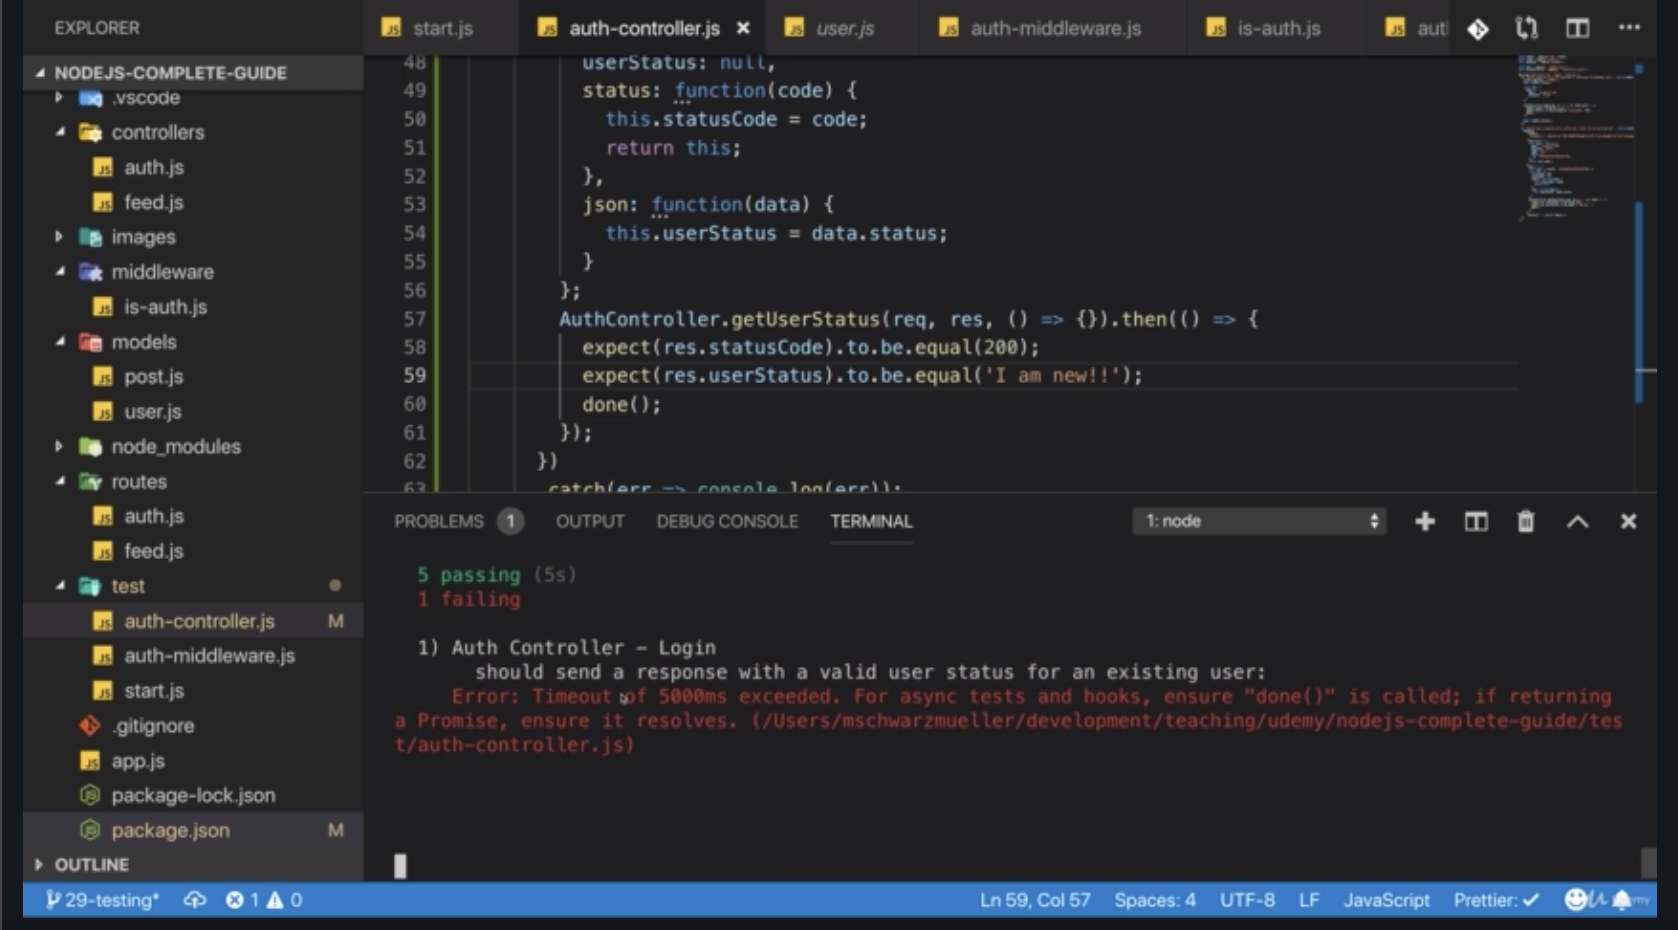 EXPLORER
start.js
auth-controller.js
user.js
auth-middleware.js
is-auth.js
aut
NODEJS-COMPLETE-GUIDE
.vscode
controllers
auth.js
feed.js
images
middleware
is-auth.js
models
post.js
user.js
node_modules
routes
auth.js
feed.js
test
auth-controller.js M
auth-middleware.js
start.js
.gitignore
app.js
package-lock.json
package.json M
OUTLINE
48 userStatus: null,
49 status: function(code) {
50 this.statusCode = code;
51 return this;
52 },
53 json: function(data) {
54 this.userStatus = data.status;
55 }
56 };
57 AuthController.getUserStatus(req, res, () => {}).then(() => {
58 expect(res.statusCode).to.be.equal(200);
59 expect(res.userStatus).to.be.equal('I am new!!');
60 done();
61 });
62 })
63 catch(err => console.log(err));
PROBLEMS 1 OUTPUT DEBUG CONSOLE TERMINAL 1: node
5 passing (5s)
1 failing
1) Auth Controller – Login
should send a response with a valid user status for an existing user:
Error: Timeout of 5000ms exceeded. For async tests and hooks, ensure "done()" is called; if returning
a Promise, ensure it resolves. (/Users/mschwarzmueller/development/teaching/udemy/nodejs-complete-guide/tes
t/auth-controller.js)
29-testing* 1 0 Ln 59, Col 57 Spaces: 4 UTF-8 LF JavaScript Prettier: ✓